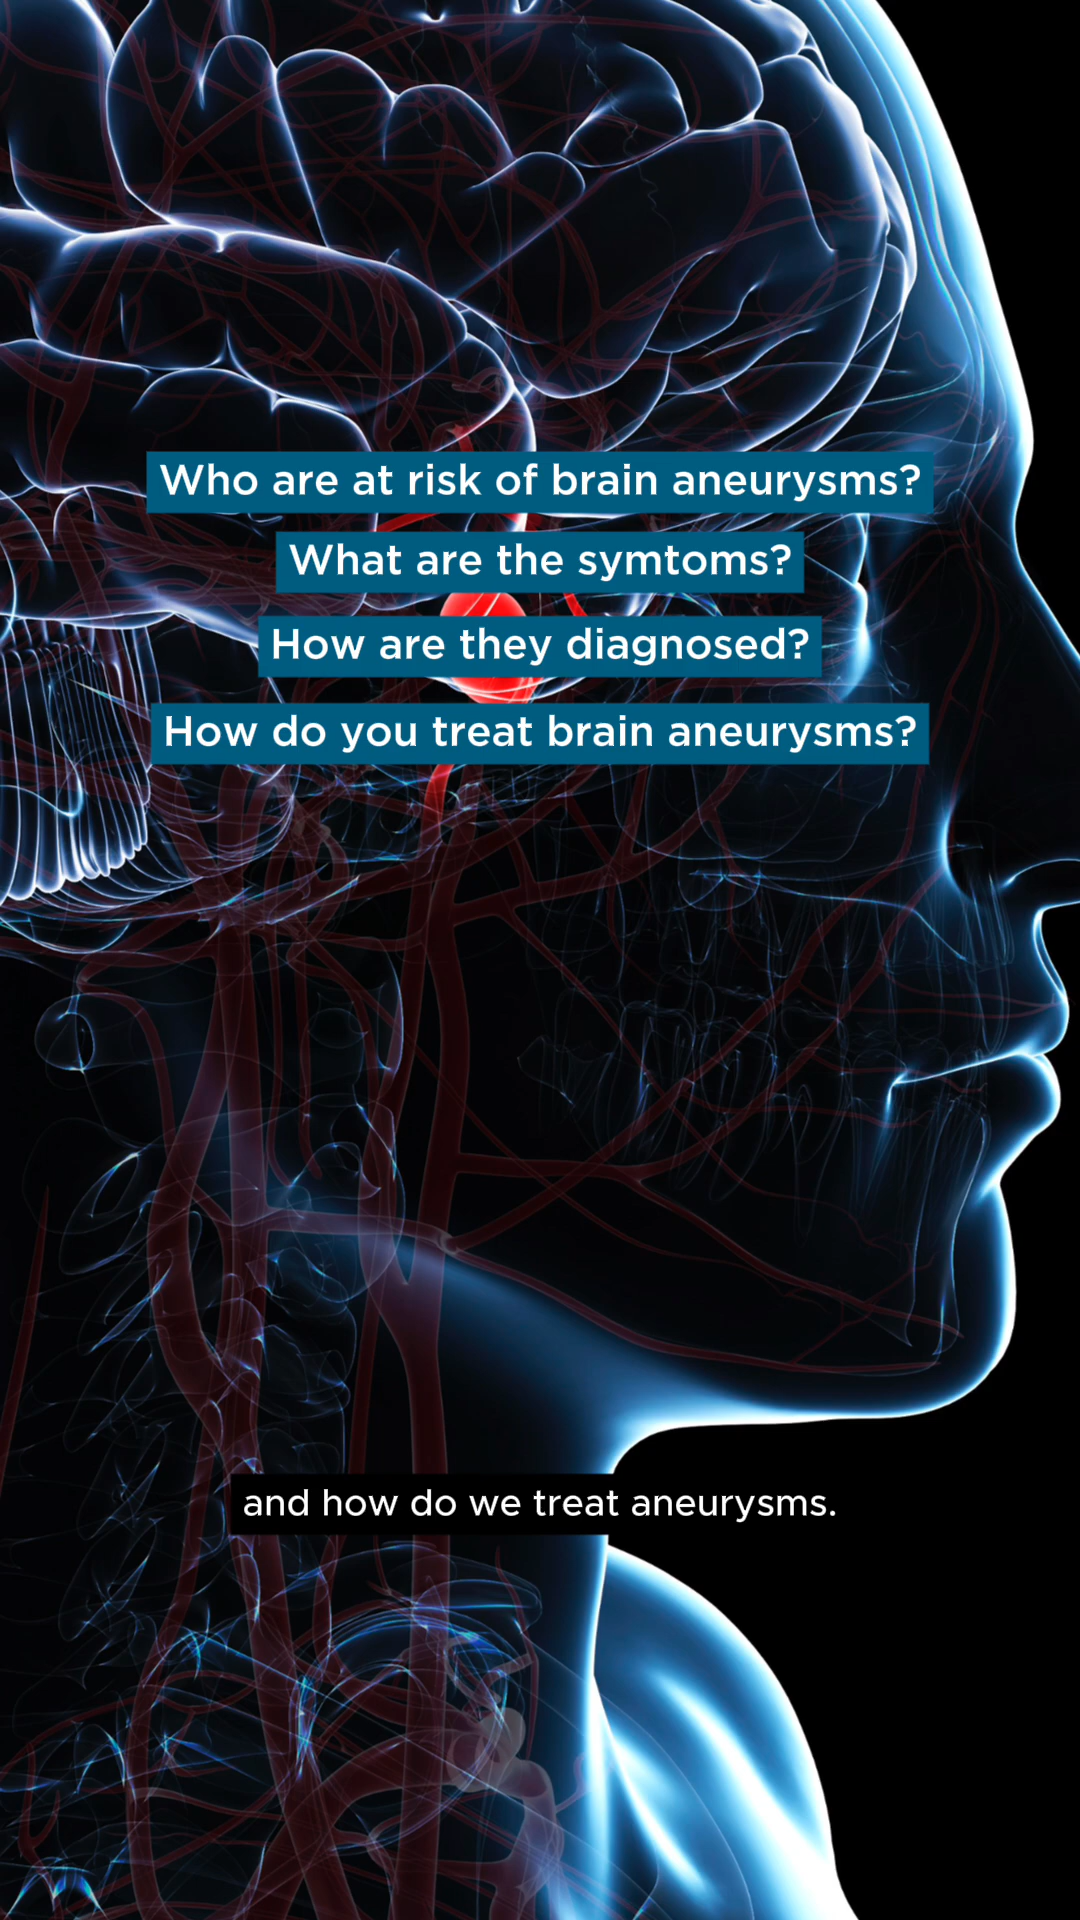 Who are at risk of brain aneurysms?
What are the symtoms?
How are they diagnosed?
How do you treat brain aneurysms?
and how do we treat aneurysms.